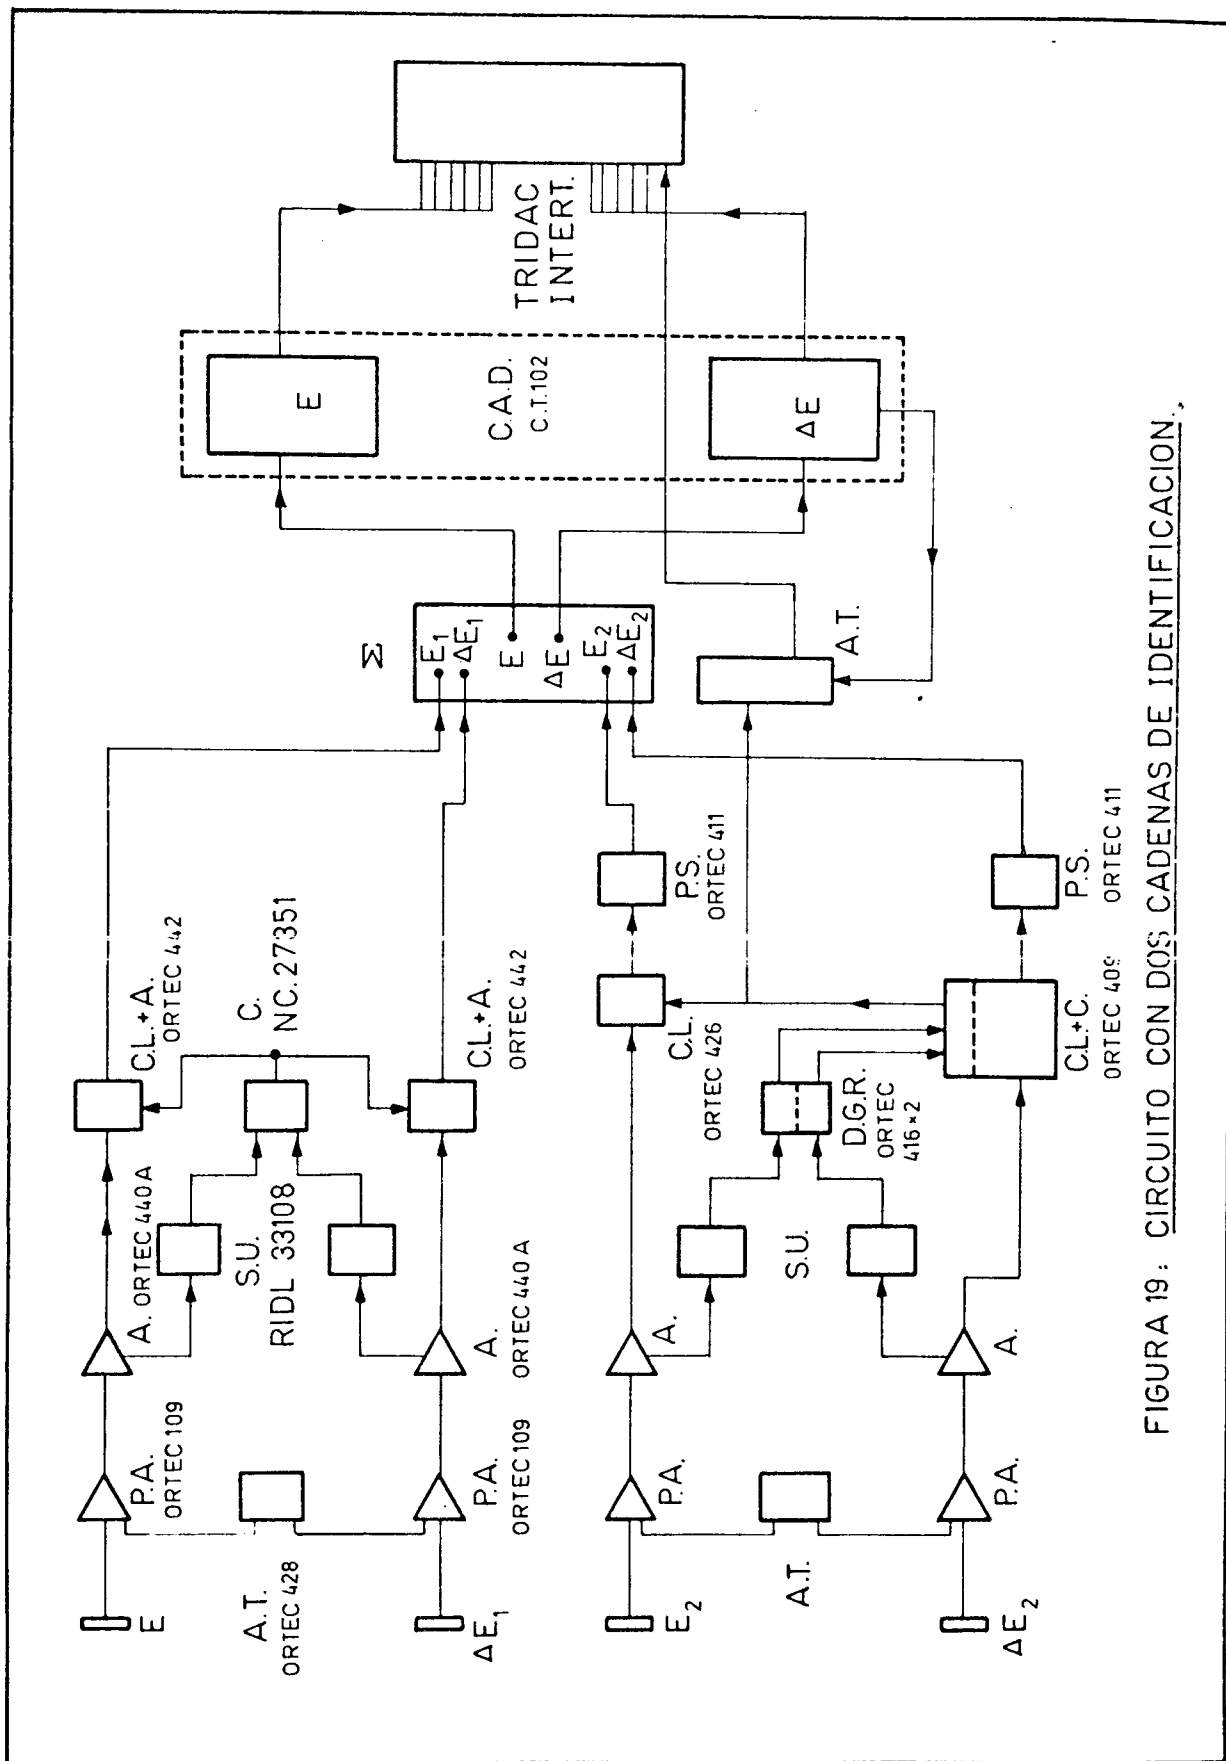 E
P.A.
ORTEC 109
A. ORTEC 440A
C.L.+A.
ORTEC 442
A.T.
ORTEC 428
S.U.
RIDL 33108
C.
NC. 27351
ΔE1
P.A.
ORTEC 109
A.
ORTEC 440A
C.L.+A.
ORTEC 442
Σ
E1
ΔE1
E
ΔE
E2
ΔE2
E
C.A.D.
C.T.102
ΔE
TRIDAC
INTERT.
E2
P.A.
A.
C.L.
ORTEC 426
P.S.
ORTEC 411
A.T.
A.T.
S.U.
D.G.R.
ORTEC
416×2
ΔE2
P.A.
A.
C.L.+C.
ORTEC 409
P.S.
ORTEC 411
FIGURA 19: CIRCUITO CON DOS CADENAS DE IDENTIFICACION.